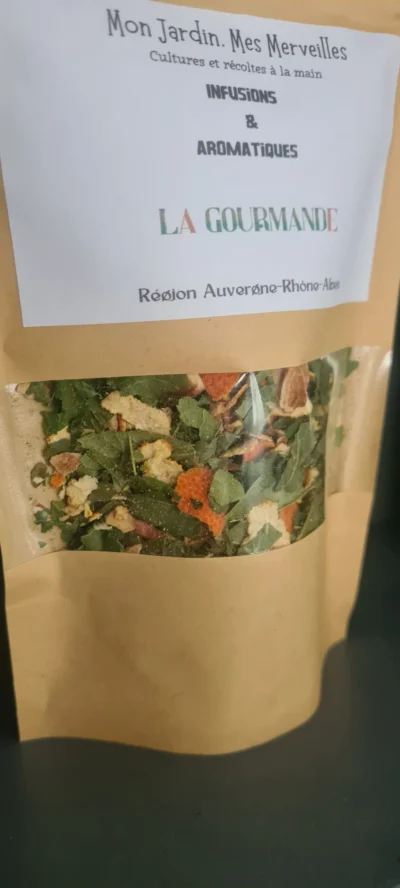 Mon Jardin. Mes Merveilles
Cultures et récoltes à la main
INFUSiONS
&
AROMATiQUES
LA GOURMANDE
Région Auvergne-Rhône-Alpes